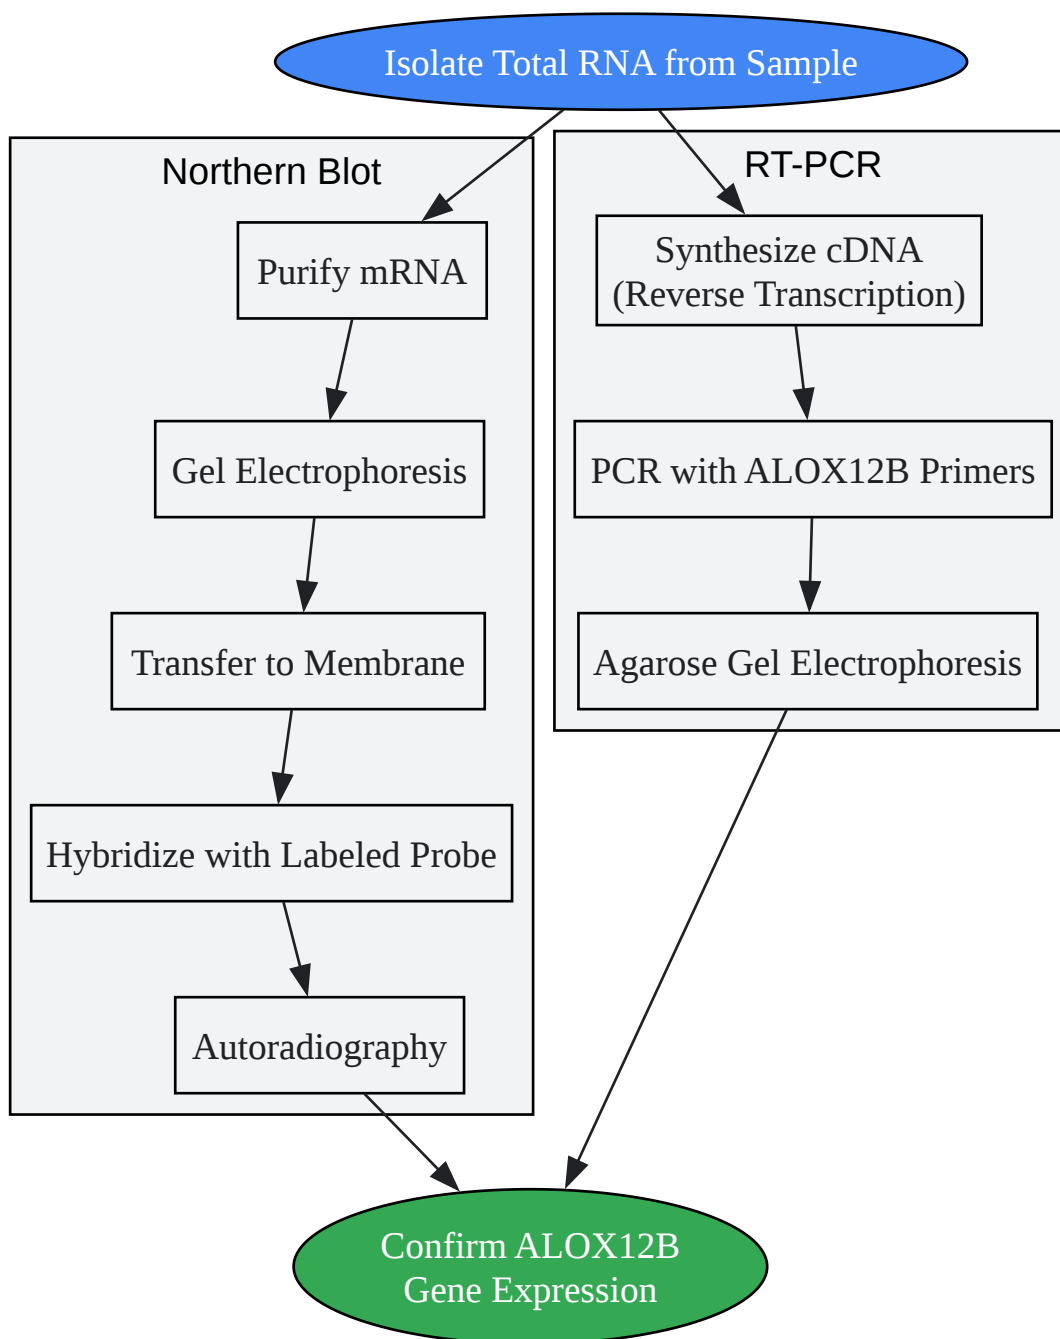 Isolate Total RNA from Sample
Northern Blot
Purify mRNA
Gel Electrophoresis
Transfer to Membrane
Hybridize with Labeled Probe
Autoradiography
RT-PCR
Synthesize cDNA
(Reverse Transcription)
PCR with ALOX12B Primers
Agarose Gel Electrophoresis
Confirm ALOX12B
Gene Expression